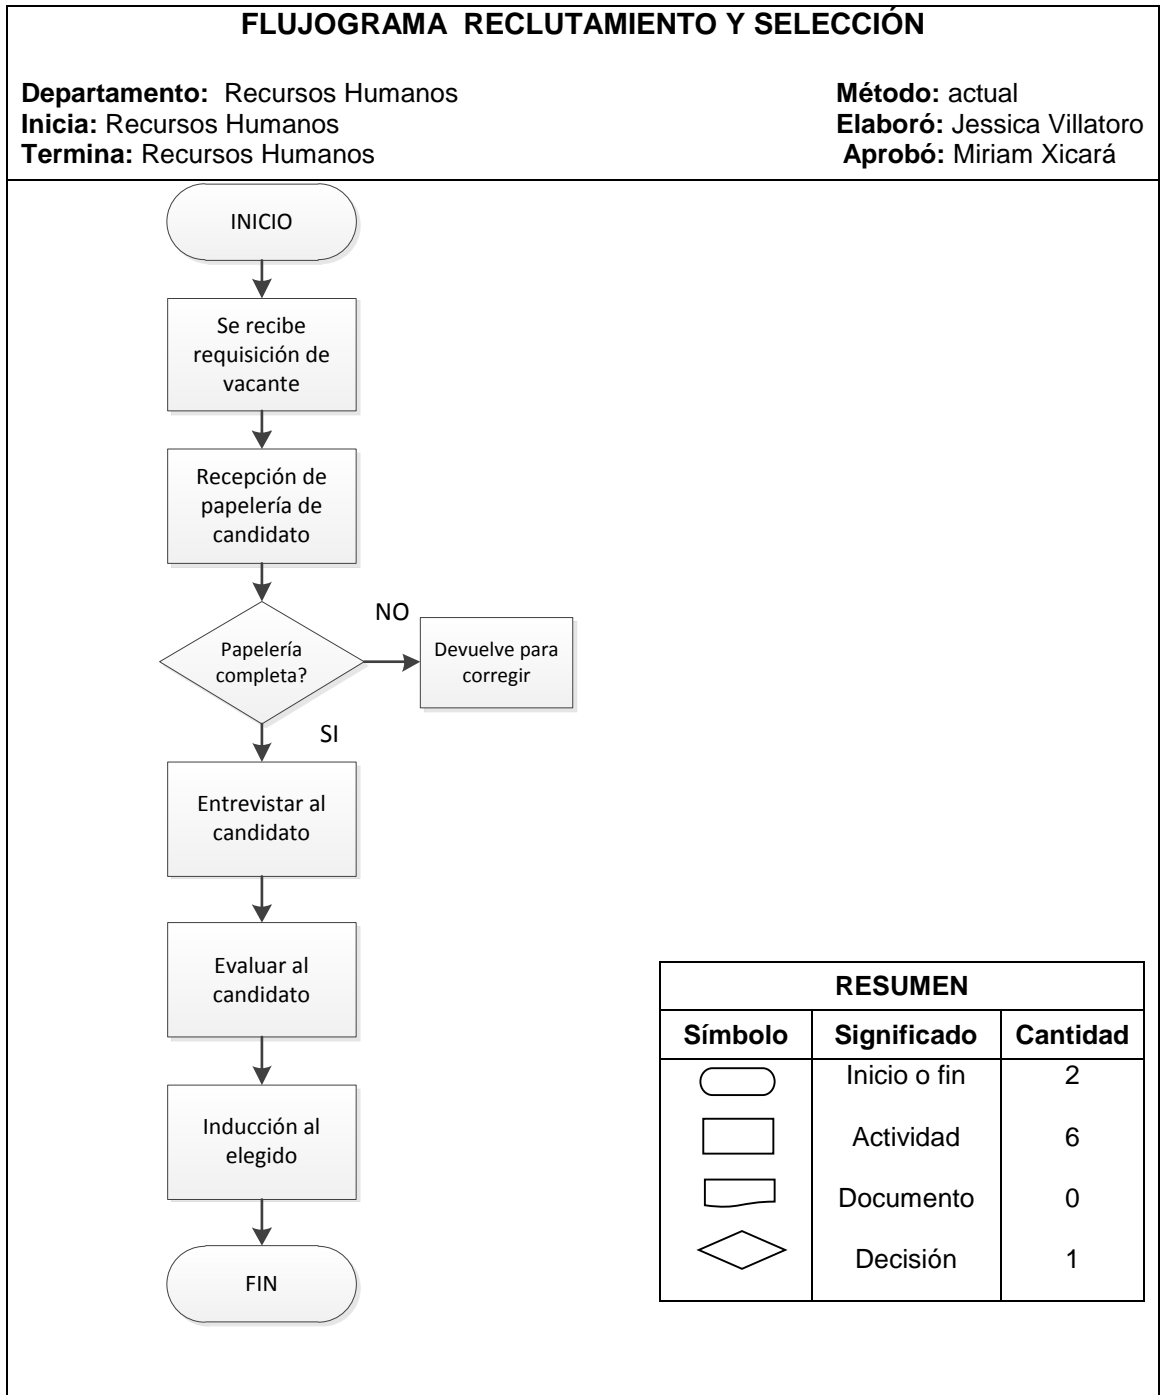 FLUJOGRAMA RECLUTAMIENTO Y SELECCIÓN
Departamento: Recursos Humanos
Método: actual
Inicia: Recursos Humanos
Elaboró: Jessica Villatoro
Termina: Recursos Humanos
Aprobó: Miriam Xicará
INICIO
Se recibe
requisición de
vacante
Recepción de
papelería de
candidato
Papelería
completa?
NO
Devuelve para
corregir
SI
Entrevistar al
candidato
Evaluar al
candidato
Inducción al
elegido
FIN
RESUMEN
Símbolo Significado Cantidad
Inicio o fin 2
Actividad 6
Documento 0
Decisión 1